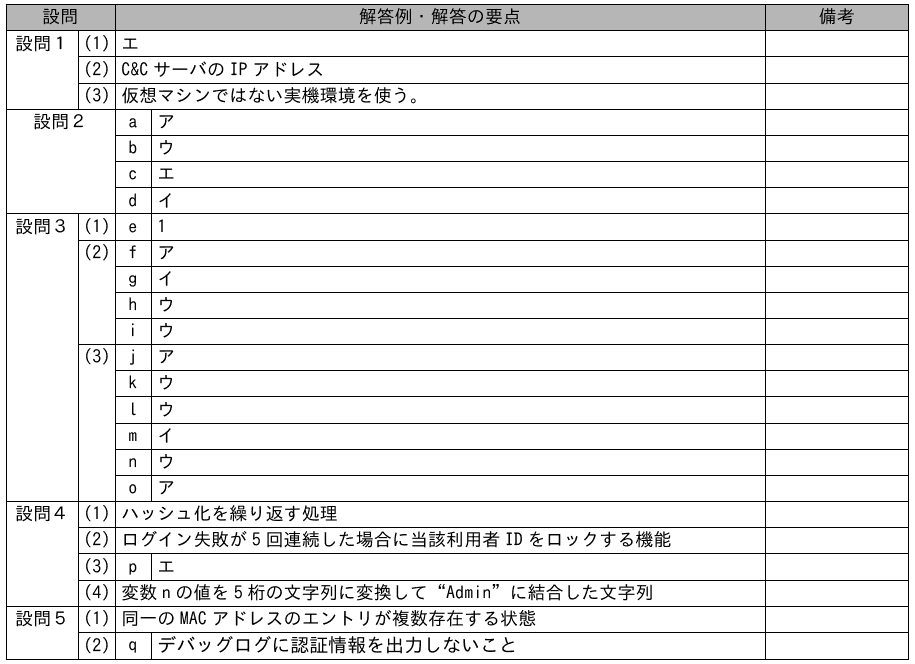 設問 解答例・解答の要点 備考
設問1 (1) エ
(2) C&CサーバのIPアドレス
(3) 仮想マシンではない実機環境を使う。
設問2 a ア
b ウ
c エ
d イ
設問3 (1) e 1
(2) f ア
g イ
h ウ
i ウ
(3) j ア
k ウ
l ウ
m イ
n ウ
o ア
設問4 (1) ハッシュ化を繰り返す処理
(2) ログイン失敗が5回連続した場合に当該利用者IDをロックする機能
(3) p エ
(4) 変数nの値を5桁の文字列に変換して“Admin”に結合した文字列
設問5 (1) 同一のMACアドレスのエントリが複数存在する状態
(2) q デバッグログに認証情報を出力しないこと